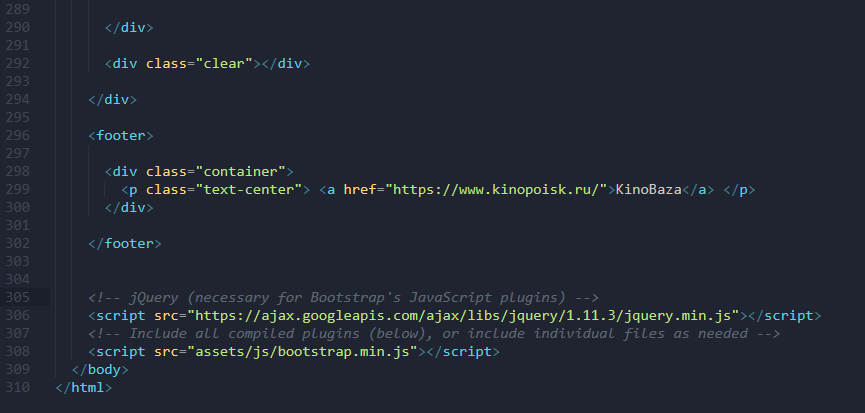 289
290 </div>
291
292 <div class="clear"></div>
293
294 </div>
295
296 <footer>
297
298 <div class="container">
299 <p class="text-center"> <a href="https://www.kinopoisk.ru/">KinoBaza</a> </p>
300 </div>
301
302 </footer>
303
304
305 <!-- jQuery (necessary for Bootstrap's JavaScript plugins) -->
306 <script src="https://ajax.googleapis.com/ajax/libs/jquery/1.11.3/jquery.min.js"></script>
307 <!-- Include all compiled plugins (below), or include individual files as needed -->
308 <script src="assets/js/bootstrap.min.js"></script>
309 </body>
310 </html>